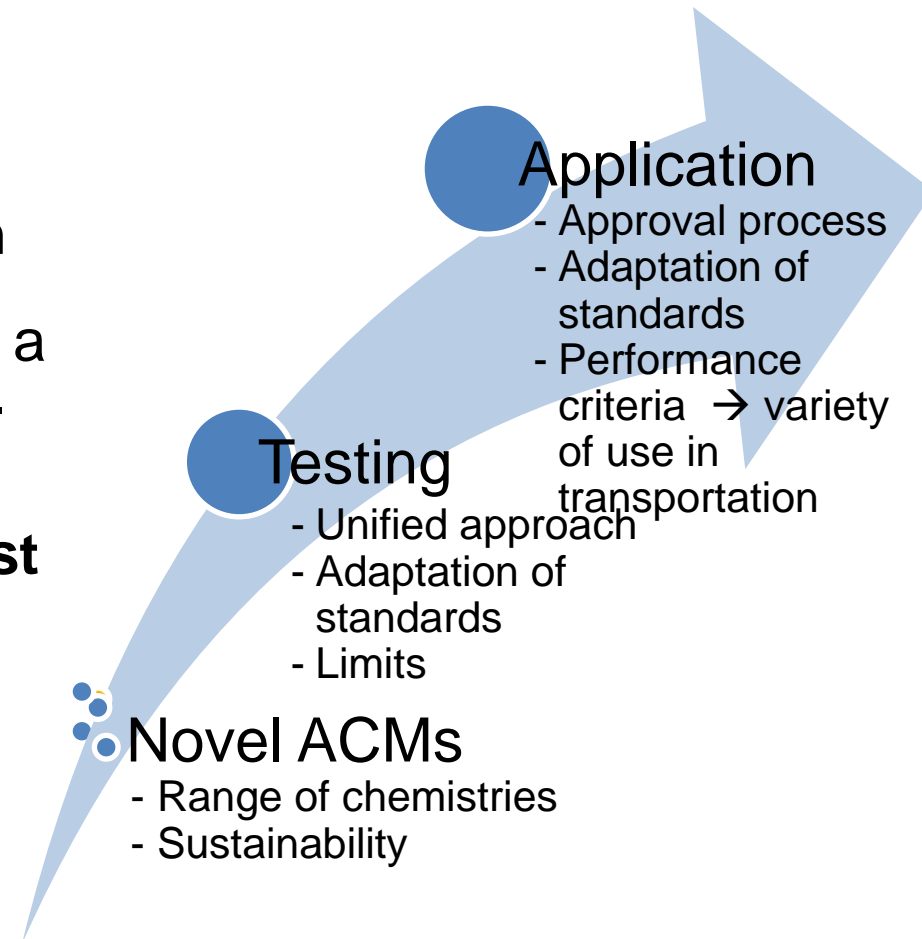 Application
- Approval process
- Adaptation of
standards
- Performance
criteria → variety
of use in
transportation
a
Testing
- Unified approach
- Adaptation of
standards
- Limits
Novel ACMs
- Range of chemistries
- Sustainability